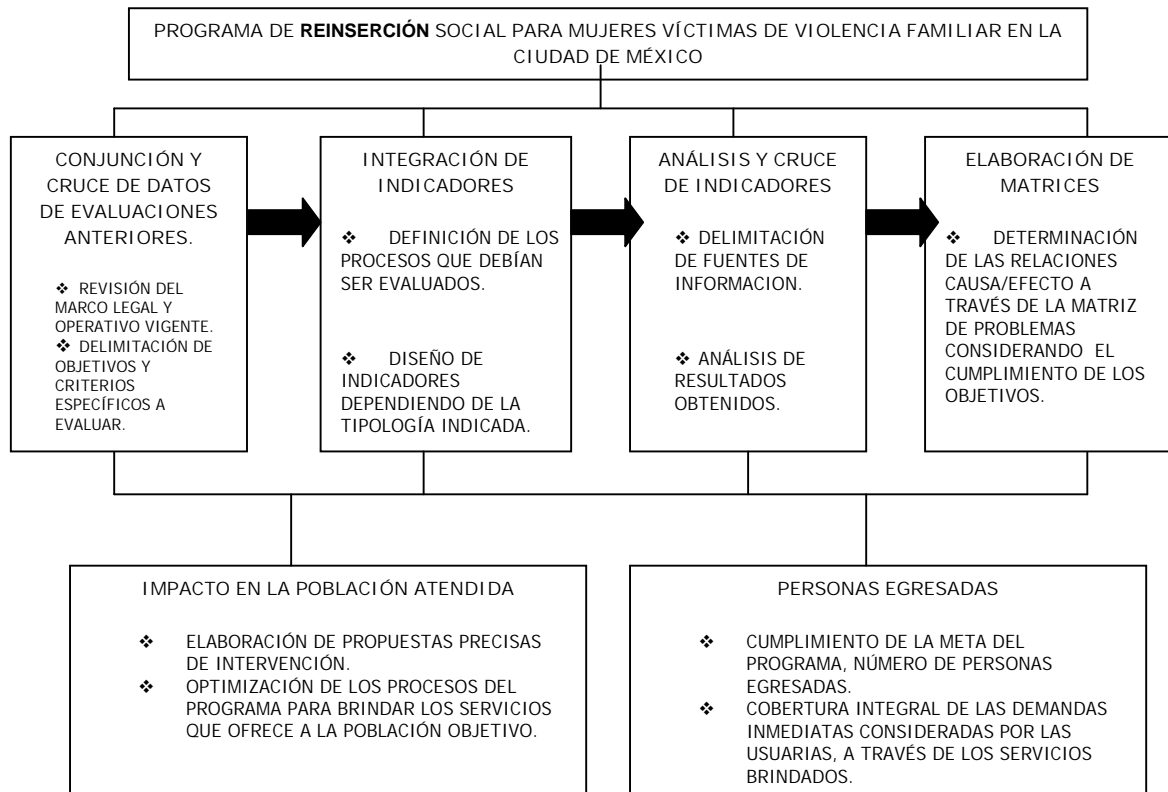 PROGRAMA DE REINSERCIÓN SOCIAL PARA MUJERES VÍCTIMAS DE VIOLENCIA FAMILIAR EN LA
CIUDAD DE MÉXICO
CONJUNCIÓN Y
CRUCE DE DATOS
DE EVALUACIONES
ANTERIORES.
❖ REVISIÓN DEL
MARCO LEGAL Y
OPERATIVO VIGENTE.
❖ DELIMITACIÓN DE
OBJETIVOS Y
CRITERIOS
ESPECÍFICOS A
EVALUAR.
INTEGRACIÓN DE
INDICADORES
❖ DEFINICIÓN DE LOS
PROCESOS QUE DEBÍAN
SER EVALUADOS.
❖ DISEÑO DE
INDICADORES
DEPENDIENDO DE LA
TIPOLOGÍA INDICADA.
ANÁLISIS Y CRUCE
DE INDICADORES
❖ DELIMITACIÓN
DE FUENTES DE
INFORMACION.
❖ ANÁLISIS DE
RESULTADOS
OBTENIDOS.
ELABORACIÓN DE
MATRICES
❖ DETERMINACIÓN
DE LAS RELACIONES
CAUSA/EFECTO A
TRAVÉS DE LA MATRIZ
DE PROBLEMAS
CONSIDERANDO EL
CUMPLIMIENTO DE LOS
OBJETIVOS.
IMPACTO EN LA POBLACIÓN ATENDIDA
❖ ELABORACIÓN DE PROPUESTAS PRECISAS
DE INTERVENCIÓN.
❖ OPTIMIZACIÓN DE LOS PROCESOS DEL
PROGRAMA PARA BRINDAR LOS SERVICIOS
QUE OFRECE A LA POBLACIÓN OBJETIVO.
PERSONAS EGRESADAS
❖ CUMPLIMIENTO DE LA META DEL
PROGRAMA, NÚMERO DE PERSONAS
EGRESADAS.
❖ COBERTURA INTEGRAL DE LAS DEMANDAS
INMEDIATAS CONSIDERADAS POR LAS
USUARIAS, A TRAVÉS DE LOS SERVICIOS
BRINDADOS.